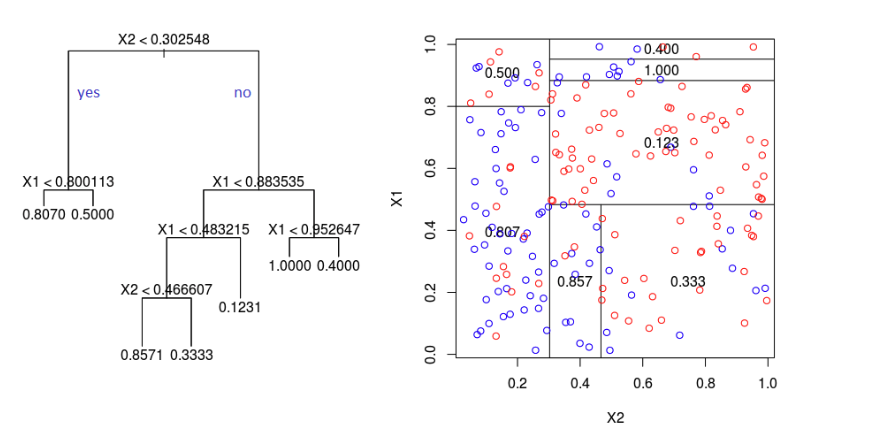 X2 < 0.302548
yes
no
X1 < 0.800113
X1 < 0.883535
0.8070 0.5000
X1 < 0.483215
X1 < 0.952647
1.0000 0.4000
X2 < 0.466607
0.1231
0.8571 0.3333
X1
0.0
0.2
0.4
0.6
0.8
1.0
0.400
0.500
1.000
0.123
0.807
0.857
0.333
0.2
0.4
0.6
0.8
1.0
X2